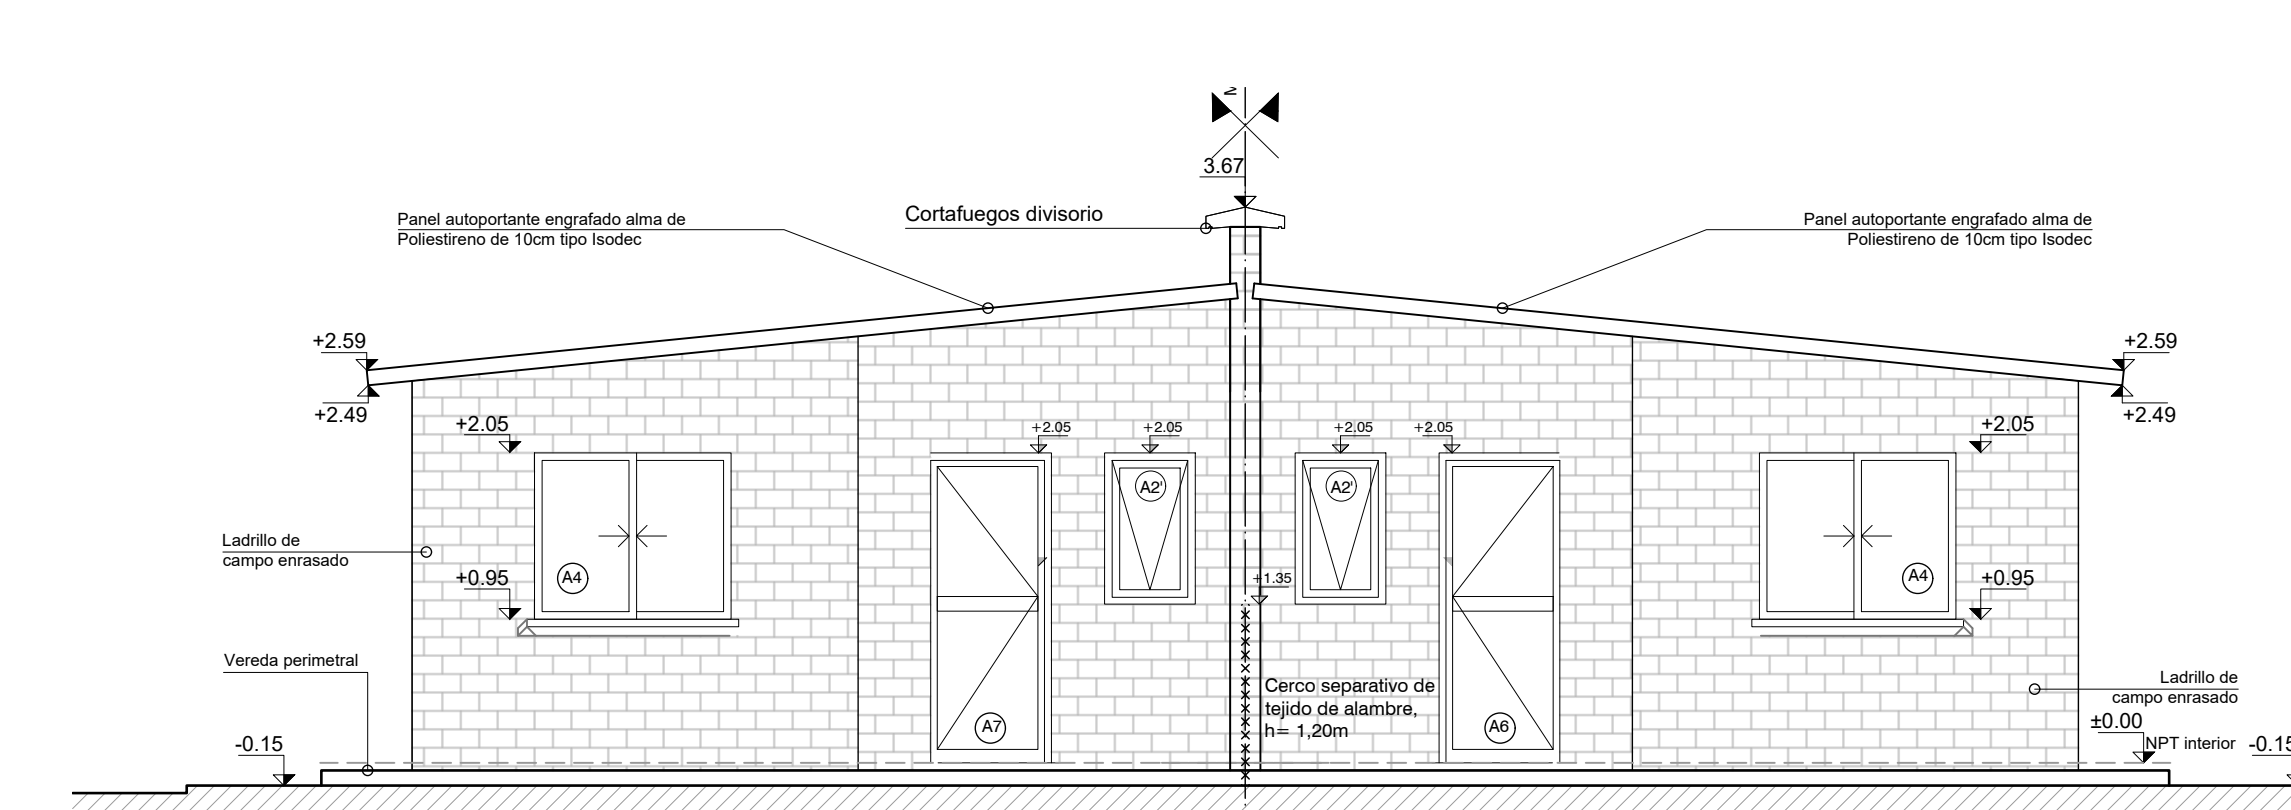 3.67
Cortafuegos divisorio
Panel autoportante engrafado alma de
Poliestireno de 10cm tipo Isodec
Panel autoportante engrafado alma de
Poliestireno de 10cm tipo Isodec
+2.59
+2.49
+2.59
+2.49
+2.05
+2.05
+2.05
+2.05
+2.05
+2.05
A2'
A2'
Ladrillo de
campo enrasado
+0.95
A4
+1.35
A4
+0.95
Vereda perimetral
Cerco separativo de
tejido de alambre,
h= 1,20m
A7
A6
Ladrillo de
campo enrasado
-0.15
±0.00
NPT interior
-0.15